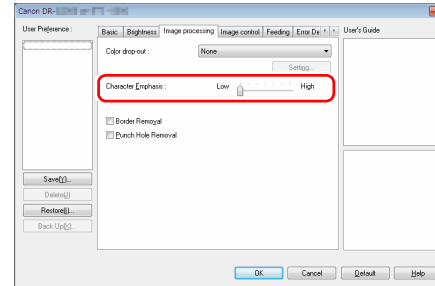 Canon DR-
User Preference :
Basic Brightness Image processing Image control Feeding Error De
User's Guide
Color drop-out : None
Setting...
Character Emphasis : Low High
Border Removal
Punch Hole Removal
Save[Y]...
Delete[J]
Restore[I]...
Back Up[X]...
OK Cancel Default Help